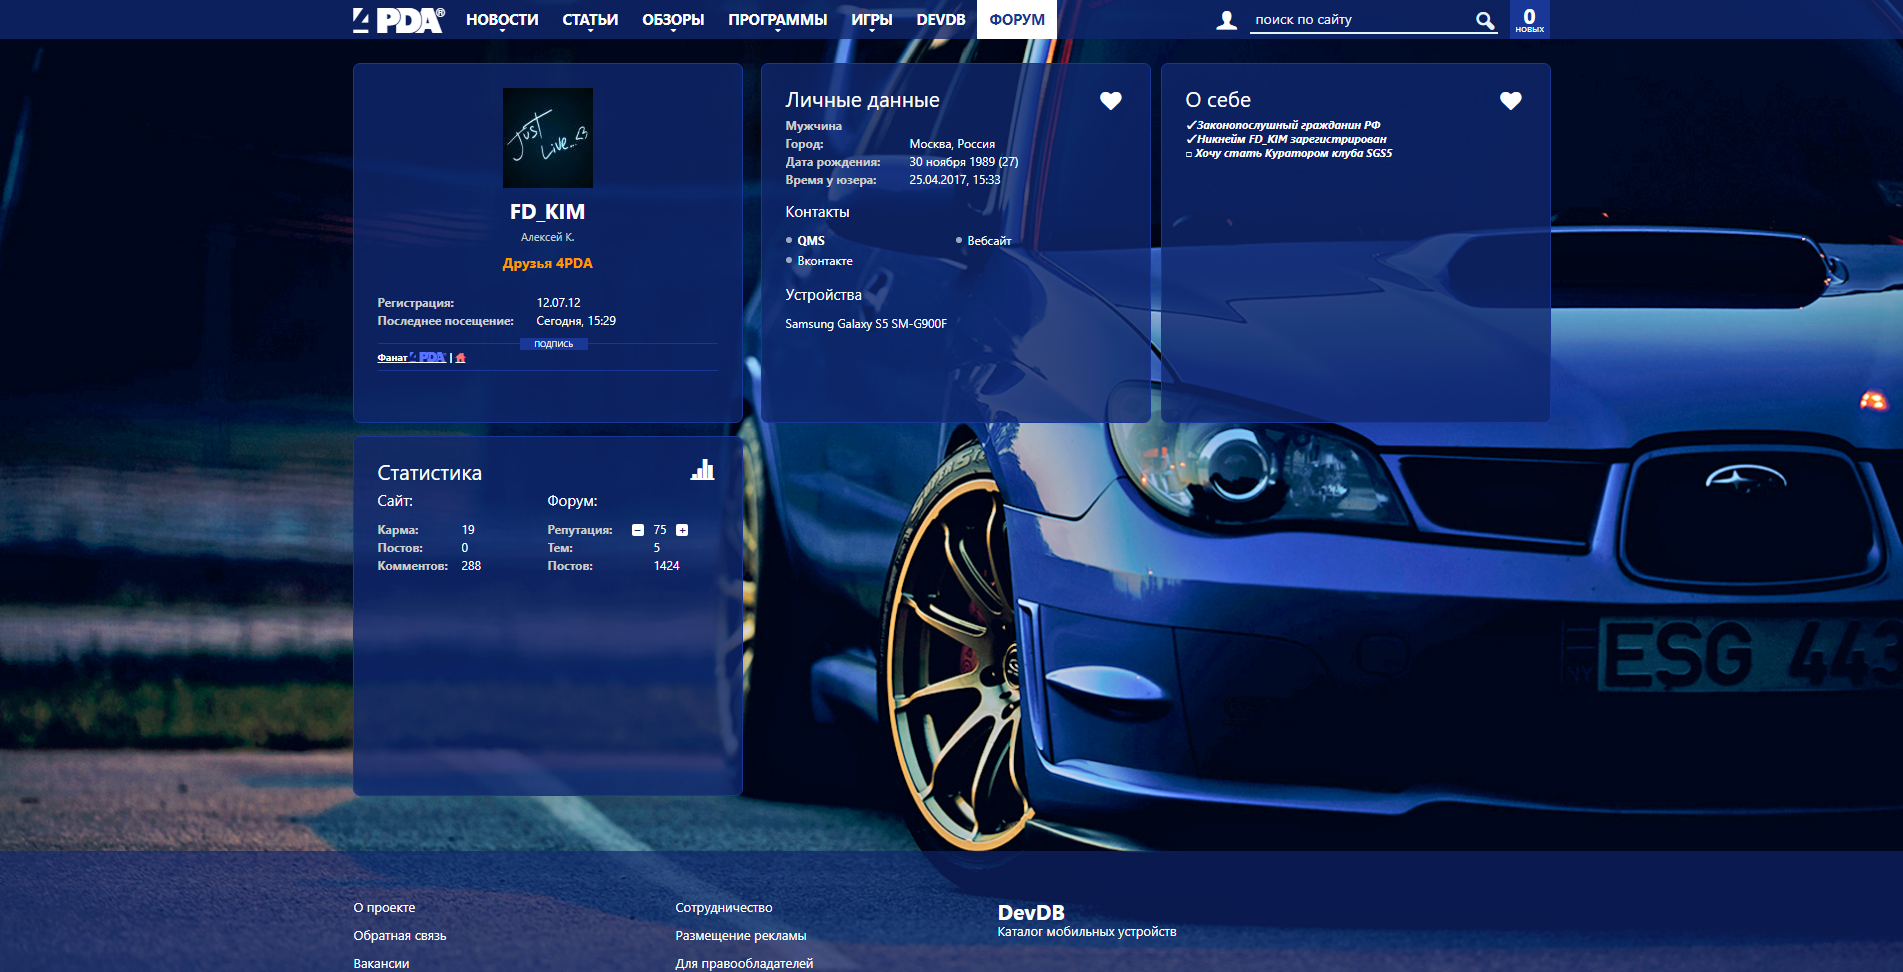 4PDA®
НОВОСТИ
СТАТЬИ
ОБЗОРЫ
ПРОГРАММЫ
ИГРЫ
DEVDB
ФОРУМ
поиск по сайту
0
НОВЫХ
Just
Live...<3
FD_KIM
Алексей К.
Друзья 4PDA
Регистрация: 12.07.12
Последнее посещение: Сегодня, 15:29
ПОДПИСЬ
Фанат 4PDA |
Личные данные
Мужчина
Город: Москва, Россия
Дата рождения: 30 ноября 1989 (27)
Время у юзера: 25.04.2017, 15:33
Контакты
QMS
Вебсайт
Вконтакте
Устройства
Samsung Galaxy S5 SM-G900F
О себе
✓Законопослушный гражданин РФ
✓Никнейм FD_KIM зарегистрирован
□ Хочу стать Куратором клуба SGS5
Статистика
Сайт:
Карма: 19
Постов: 0
Комментов: 288
Форум:
Репутация: − 75 +
Тем: 5
Постов: 1424
NY ESG 443
О проекте
Обратная связь
Вакансии
Сотрудничество
Размещение рекламы
Для правообладателей
DevDB
Каталог мобильных устройств